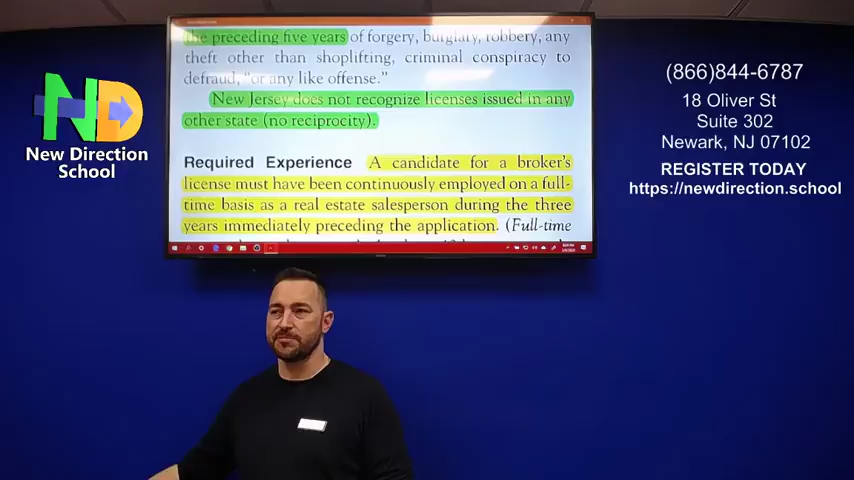 the preceding five years of forgery, burglary, robbery, any
theft other than shoplifting, criminal conspiracy to
defraud, "or any like offense."
New Jersey does not recognize licenses issued in any
other state (no reciprocity).
Required Experience A candidate for a broker's
license must have been continuously employed on a full-
time basis as a real estate salesperson during the three
years immediately preceding the application. (Full-time
ND
New Direction
School
(866)844-6787
18 Oliver St
Suite 302
Newark, NJ 07102
REGISTER TODAY
https://newdirection.school